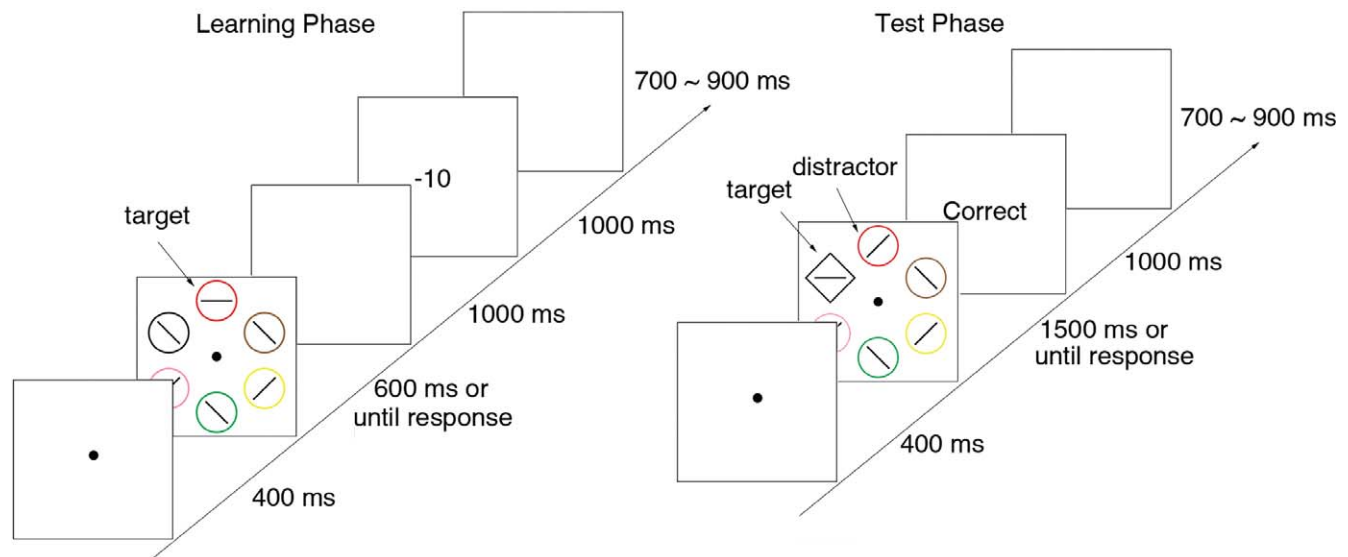 Learning Phase
700 ~ 900 ms
-10
1000 ms
target
1000 ms
600 ms or
until response
400 ms
Test Phase
700 ~ 900 ms
distractor
target
Correct
1000 ms
1500 ms or
until response
400 ms